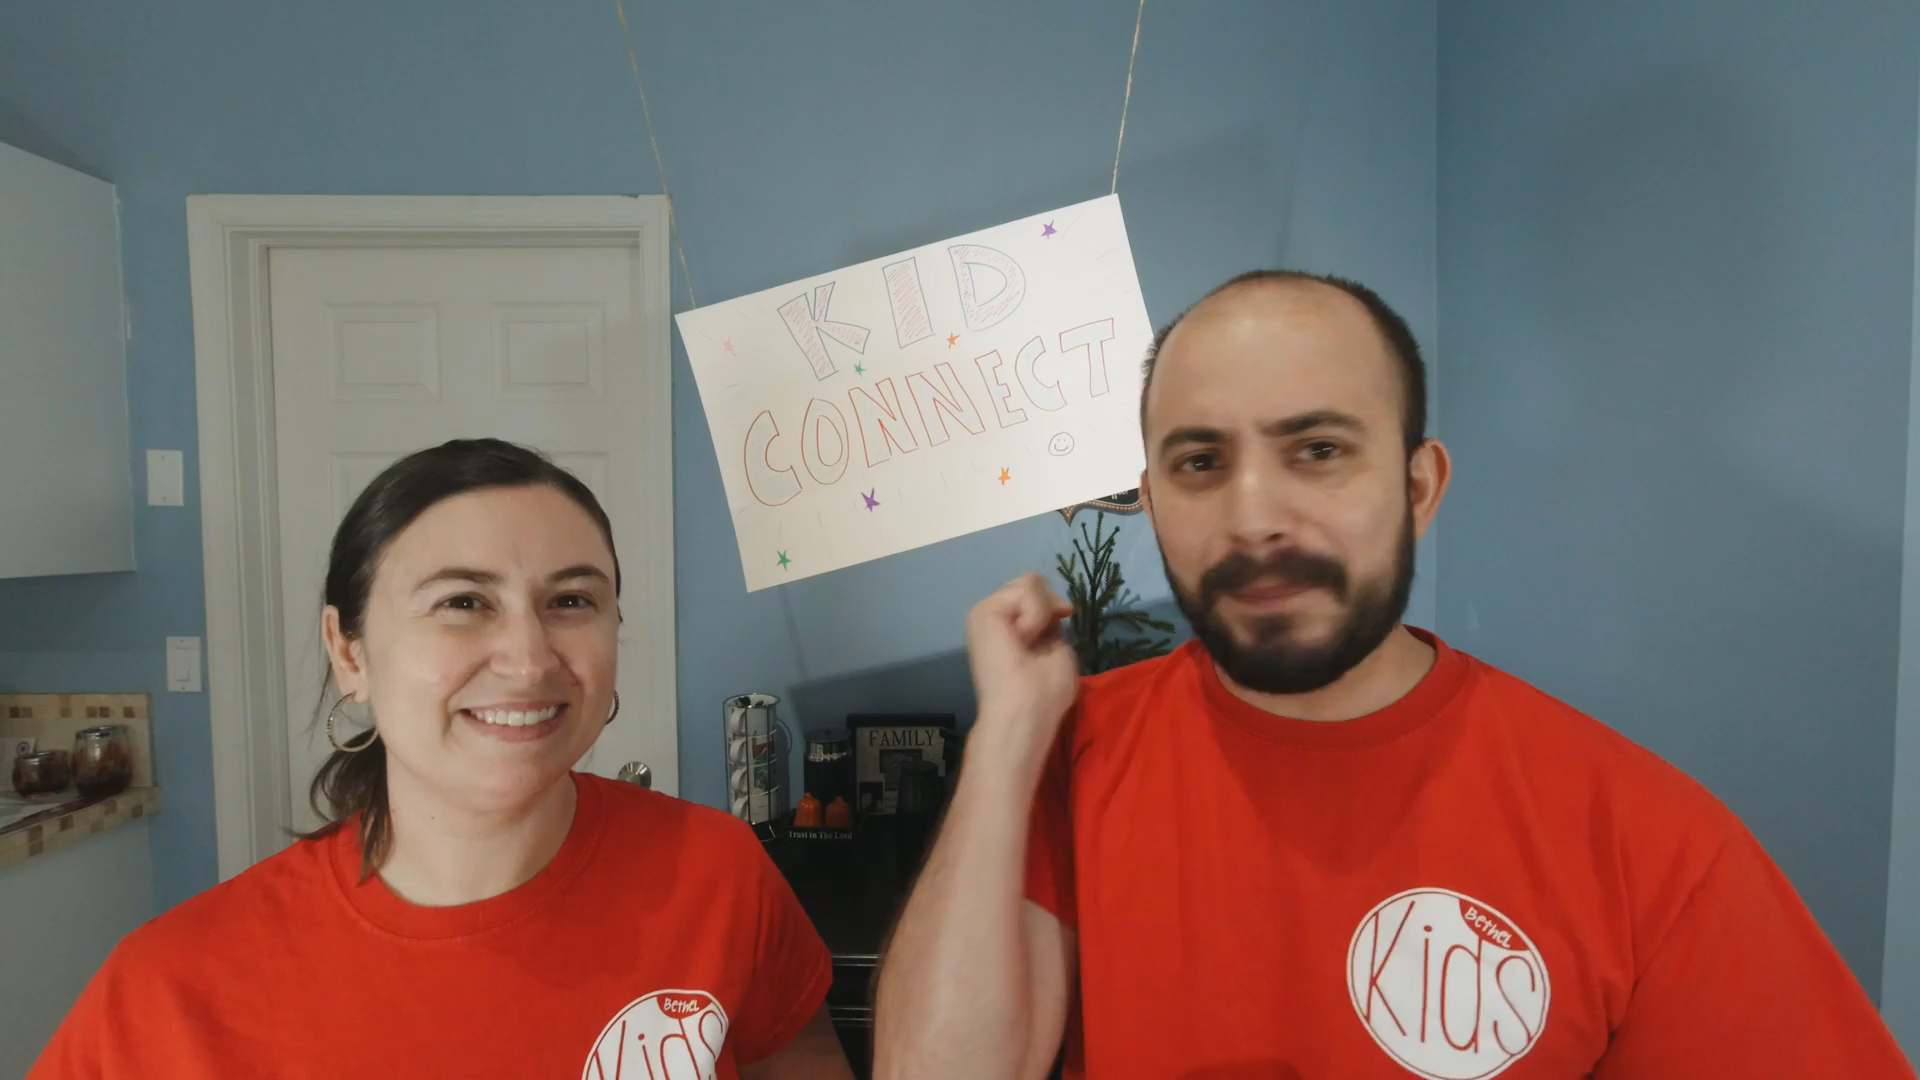 KID
CONNECT
FAMILY
Trust in The Lord
Bethel
Kids
Bethel
Kids